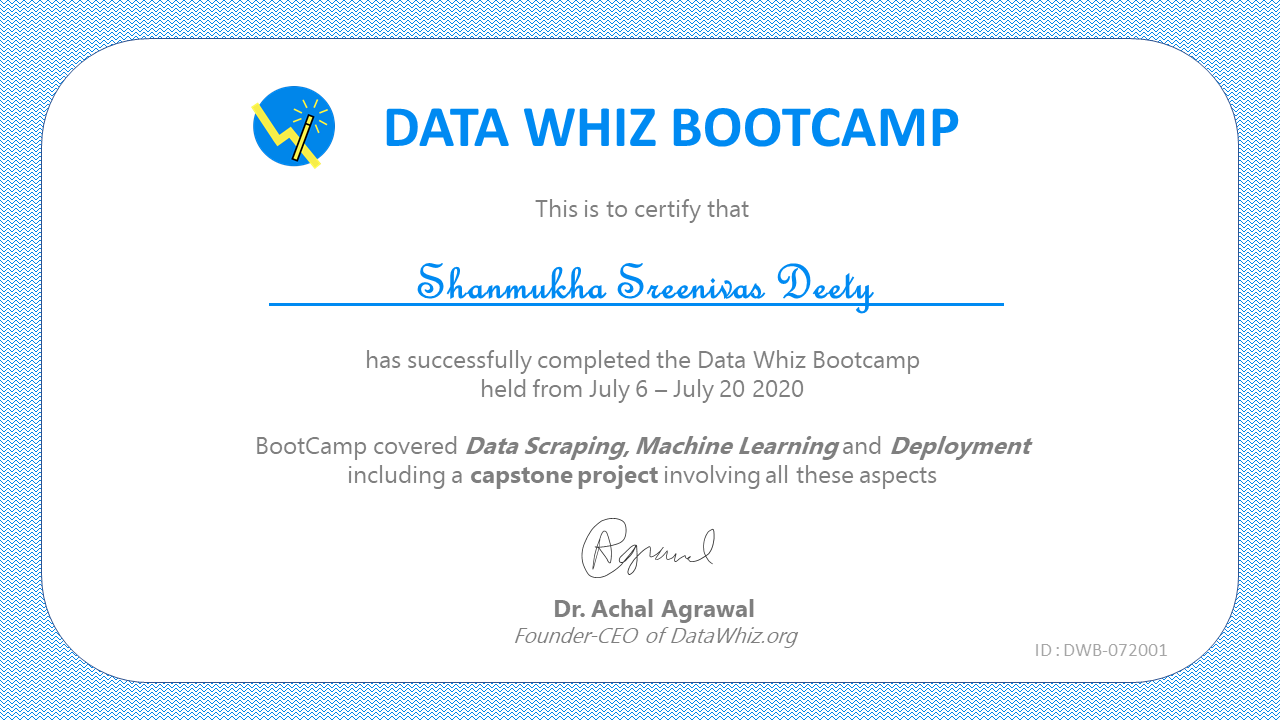 DATA WHIZ BOOTCAMP
This is to certify that
Shanmukha Sreenivas Deety
has successfully completed the Data Whiz Bootcamp
held from July 6 – July 20 2020
BootCamp covered Data Scraping, Machine Learning and Deployment
including a capstone project involving all these aspects
Agrawal
Dr. Achal Agrawal
Founder-CEO of DataWhiz.org
ID : DWB-072001